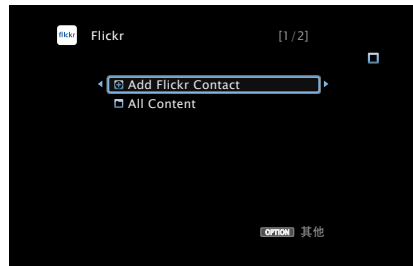 flickr Flickr [1/2]
Add Flickr Contact
All Content
OPTION 其他